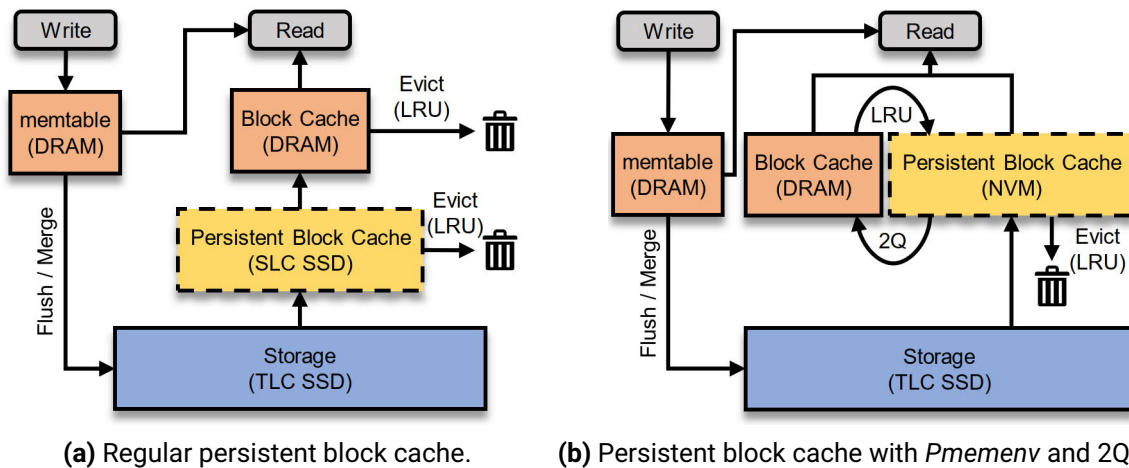 Write
Read
memtable
(DRAM)
Block Cache
(DRAM)
Evict
(LRU)
Persistent Block Cache
(SLC SSD)
Evict
(LRU)
Flush / Merge
Storage
(TLC SSD)
(a) Regular persistent block cache.
Write
Read
memtable
(DRAM)
Block Cache
(DRAM)
LRU
Persistent Block Cache
(NVM)
2Q
Evict
(LRU)
Flush / Merge
Storage
(TLC SSD)
(b) Persistent block cache with Pmemenv and 2Q